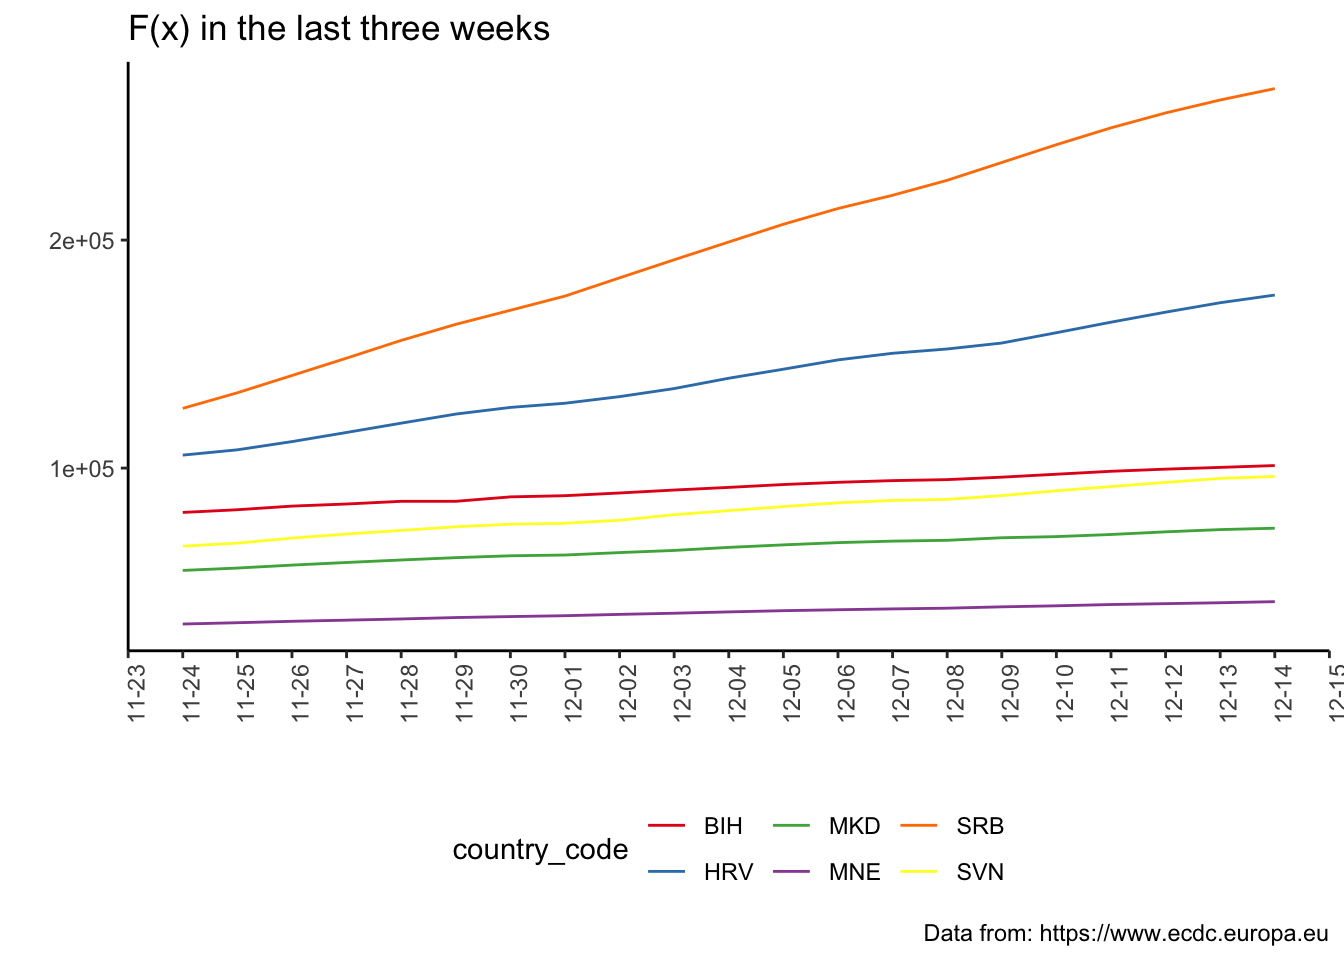 F(x) in the last three weeks
2e+05
1e+05
11-23 11-24 11-25 11-26 11-27 11-28 11-29 11-30 12-01 12-02 12-03 12-04 12-05 12-06 12-07 12-08 12-09 12-10 12-11 12-12 12-13 12-14 12-15
BIH MKD SRB
country_code
HRV MNE SVN
Data from: https://www.ecdc.europa.eu